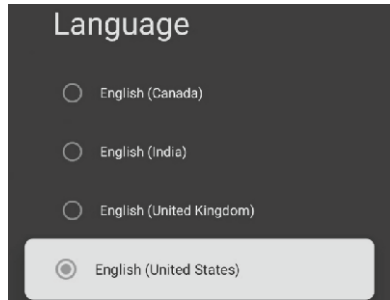 Language
English (Canada)
English (India)
English (United Kingdom)
English (United States)